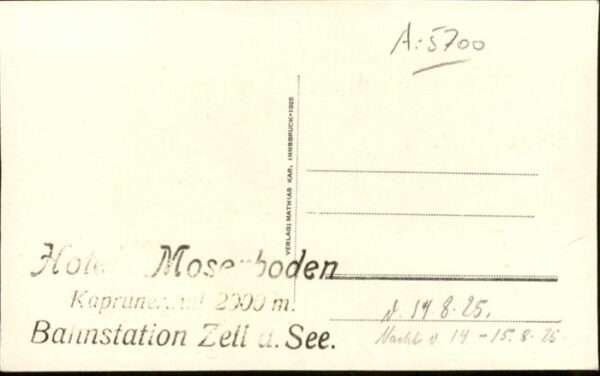 A:5700
VERLAG: MATHIAS KAR, INNSBRUCK • 1925
Hotel Moserboden
2000 m.
Bahnstation Zell a. See.
d. 14.8.25.
Nacht v 14 - 15. 8. 25